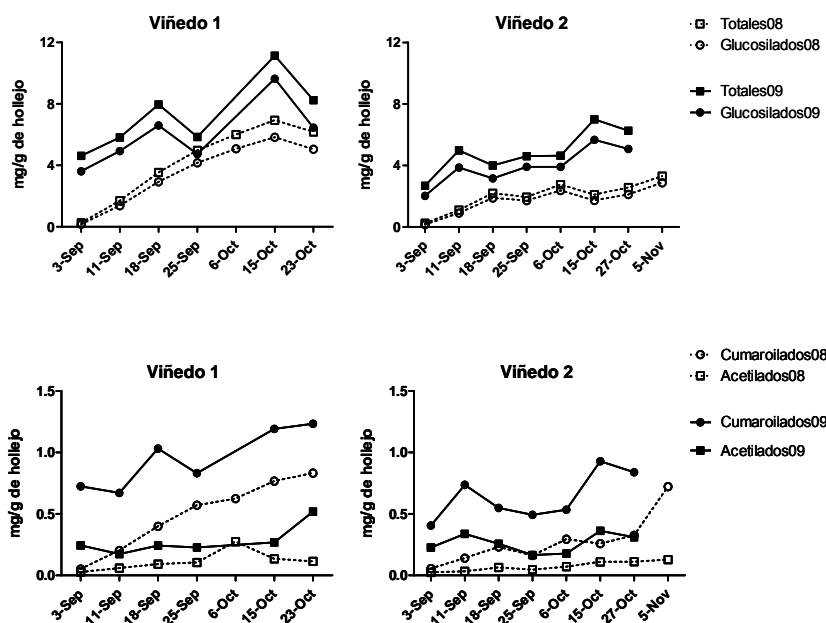 Viñedo 1
12
8
4
0
mg/g de hollejo
3-Sep
11-Sep
18-Sep
25-Sep
6-Oct
15-Oct
23-Oct
Viñedo 2
12
8
4
0
mg/g de hollejo
3-Sep
11-Sep
18-Sep
25-Sep
6-Oct
15-Oct
27-Oct
5-Nov
Totales08
Glucosilados08
Totales09
Glucosilados09
Viñedo 1
1.5
1.0
0.5
0.0
mg/g de hollejo
3-Sep
11-Sep
18-Sep
25-Sep
6-Oct
15-Oct
23-Oct
Viñedo 2
1.5
1.0
0.5
0.0
mg/g de hollejo
3-Sep
11-Sep
18-Sep
25-Sep
6-Oct
15-Oct
27-Oct
5-Nov
Cumaroilados08
Acetilados08
Cumaroilados09
Acetilados09